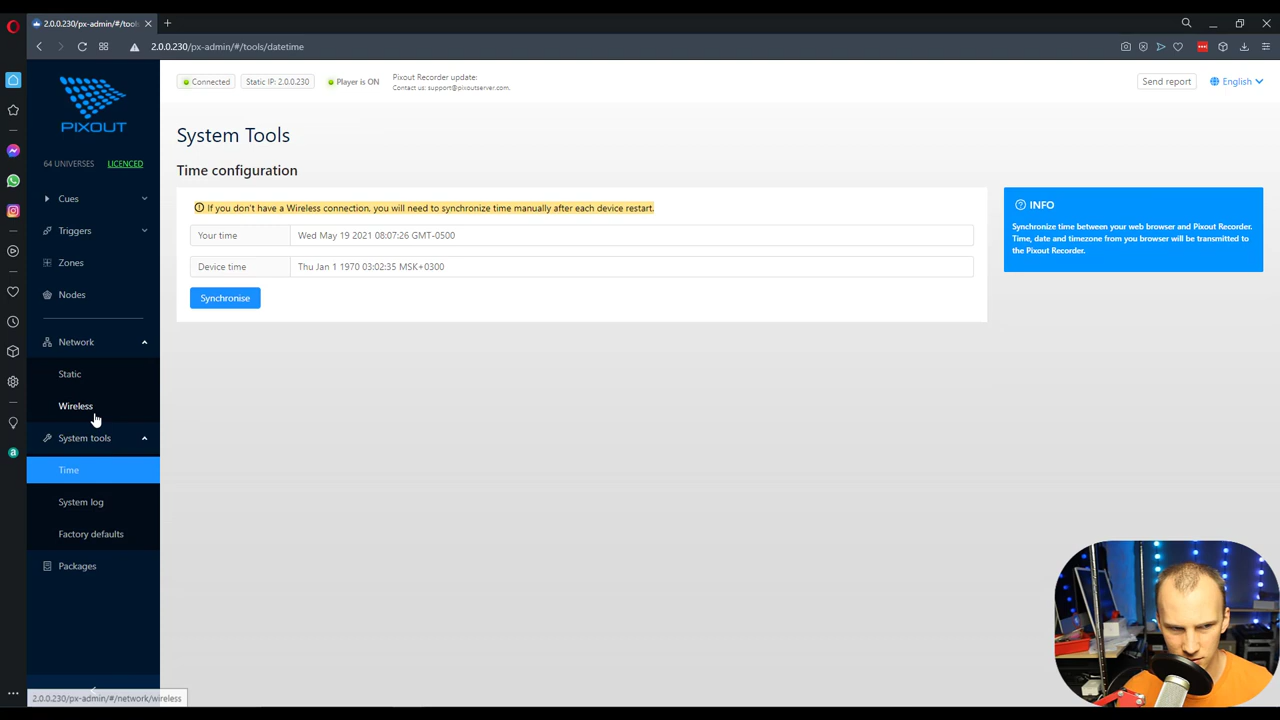 2.0.0.230/px-admin/#/tools
2.0.0.230/px-admin/#/tools/datetime
PIXOUT
64 UNIVERSES LICENCED
Cues
Triggers
Zones
Nodes
Network
Static
Wireless
System tools
Time
System log
Factory defaults
Packages
2.0.0.230/px-admin/#/network/wireless
Connected
Static IP: 2.0.0.230
Player is ON
Pixout Recorder update:
Contact us: support@pixoutserver.com.
Send report
English
System Tools
Time configuration
If you don't have a Wireless connection, you will need to synchronize time manually after each device restart.
Your time Wed May 19 2021 08:07:26 GMT-0500
Device time Thu Jan 1 1970 03:02:35 MSK+0300
Synchronise
INFO
Synchronize time between your web browser and Pixout Recorder.
Time, date and timezone from you browser will be transmitted to
the Pixout Recorder.